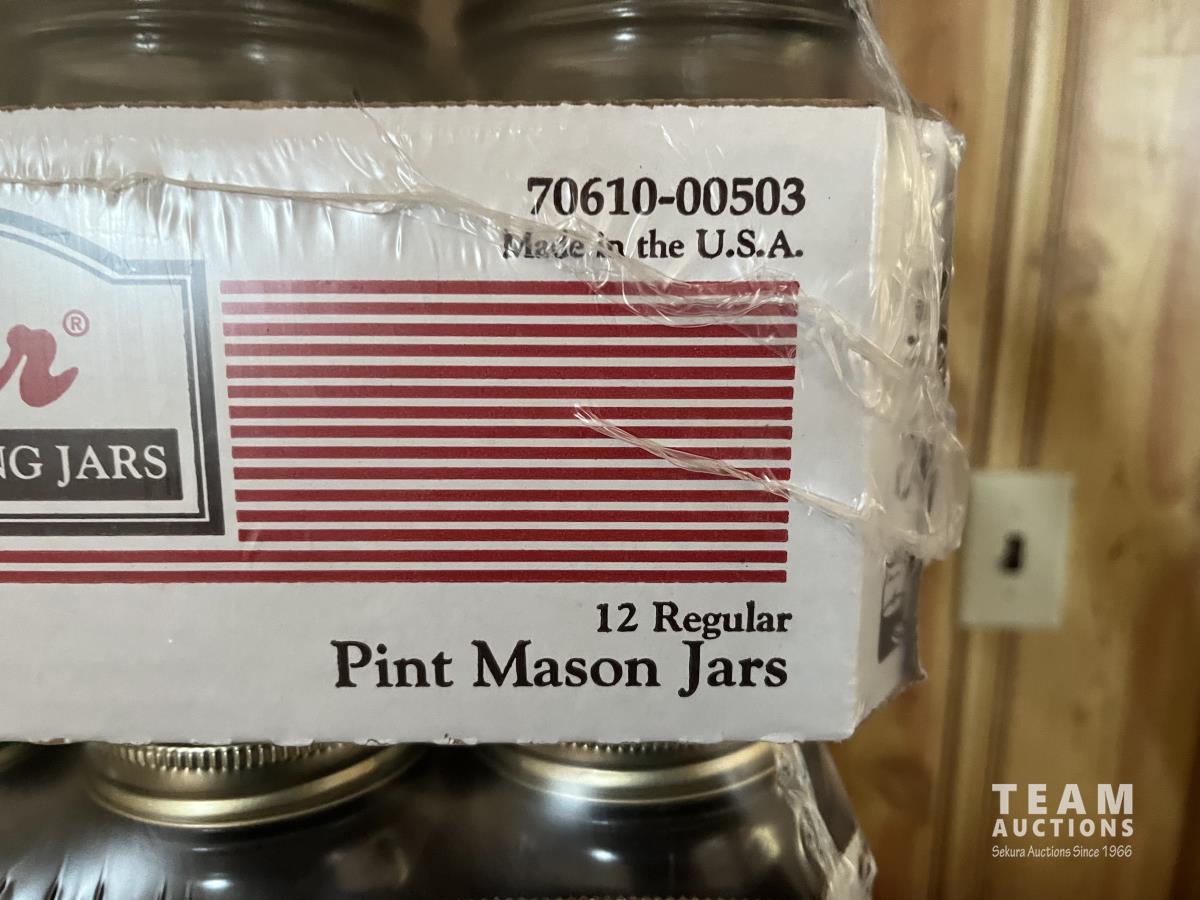 70610-00503
Made in the U.S.A.
r®
NG JARS
12 Regular
Pint Mason Jars
TEAM
AUCTIONS
Sekura Auctions Since 1966